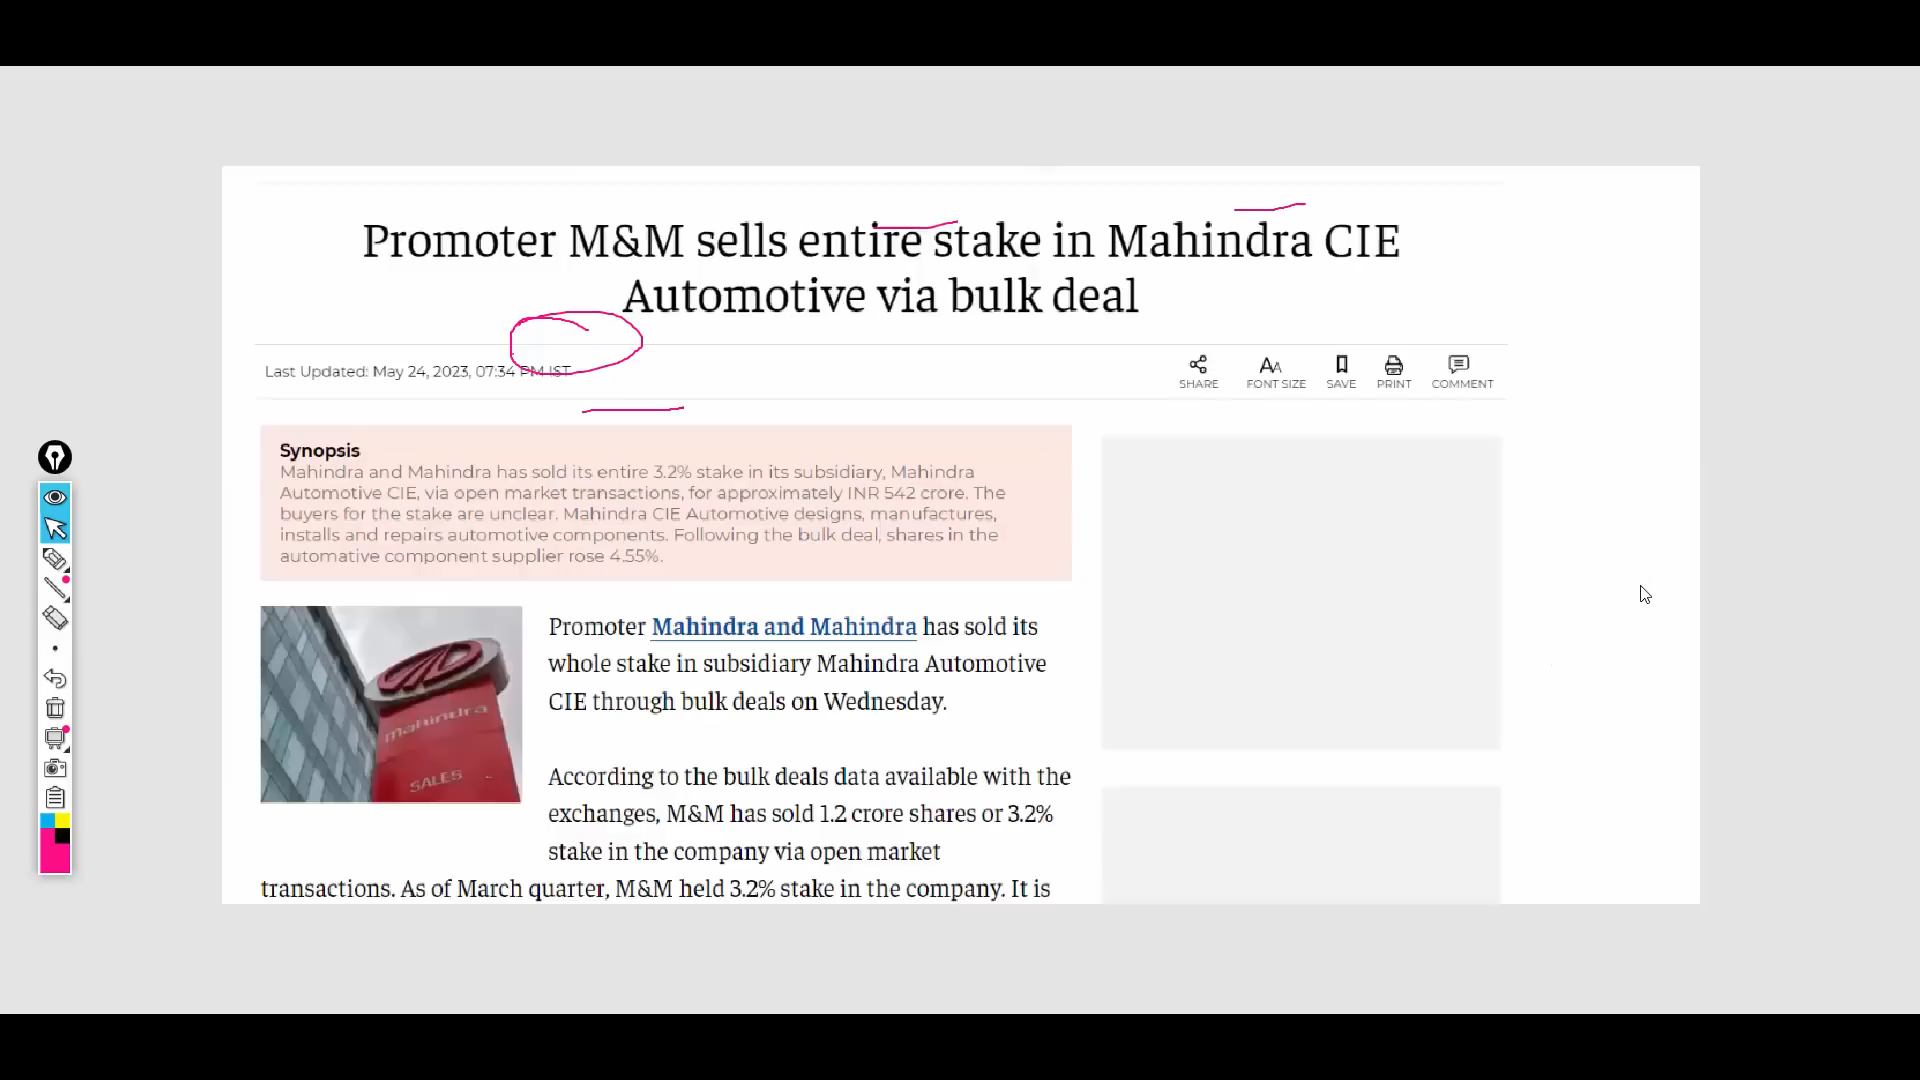 Promoter M&M sells entire stake in Mahindra CIE
Automotive via bulk deal
Last Updated: May 24, 2023, 07:34 PM IST
SHARE
FONT SIZE
SAVE
PRINT
COMMENT
Synopsis
Mahindra and Mahindra has sold its entire 3.2% stake in its subsidiary, Mahindra
Automotive CIE, via open market transactions, for approximately INR 542 crore. The
buyers for the stake are unclear. Mahindra CIE Automotive designs, manufactures,
installs and repairs automotive components. Following the bulk deal, shares in the
automative component supplier rose 4.55%.
mahindra
SALES
Promoter Mahindra and Mahindra has sold its
whole stake in subsidiary Mahindra Automotive
CIE through bulk deals on Wednesday.
According to the bulk deals data available with the
exchanges, M&M has sold 1.2 crore shares or 3.2%
stake in the company via open market
transactions. As of March quarter, M&M held 3.2% stake in the company. It is